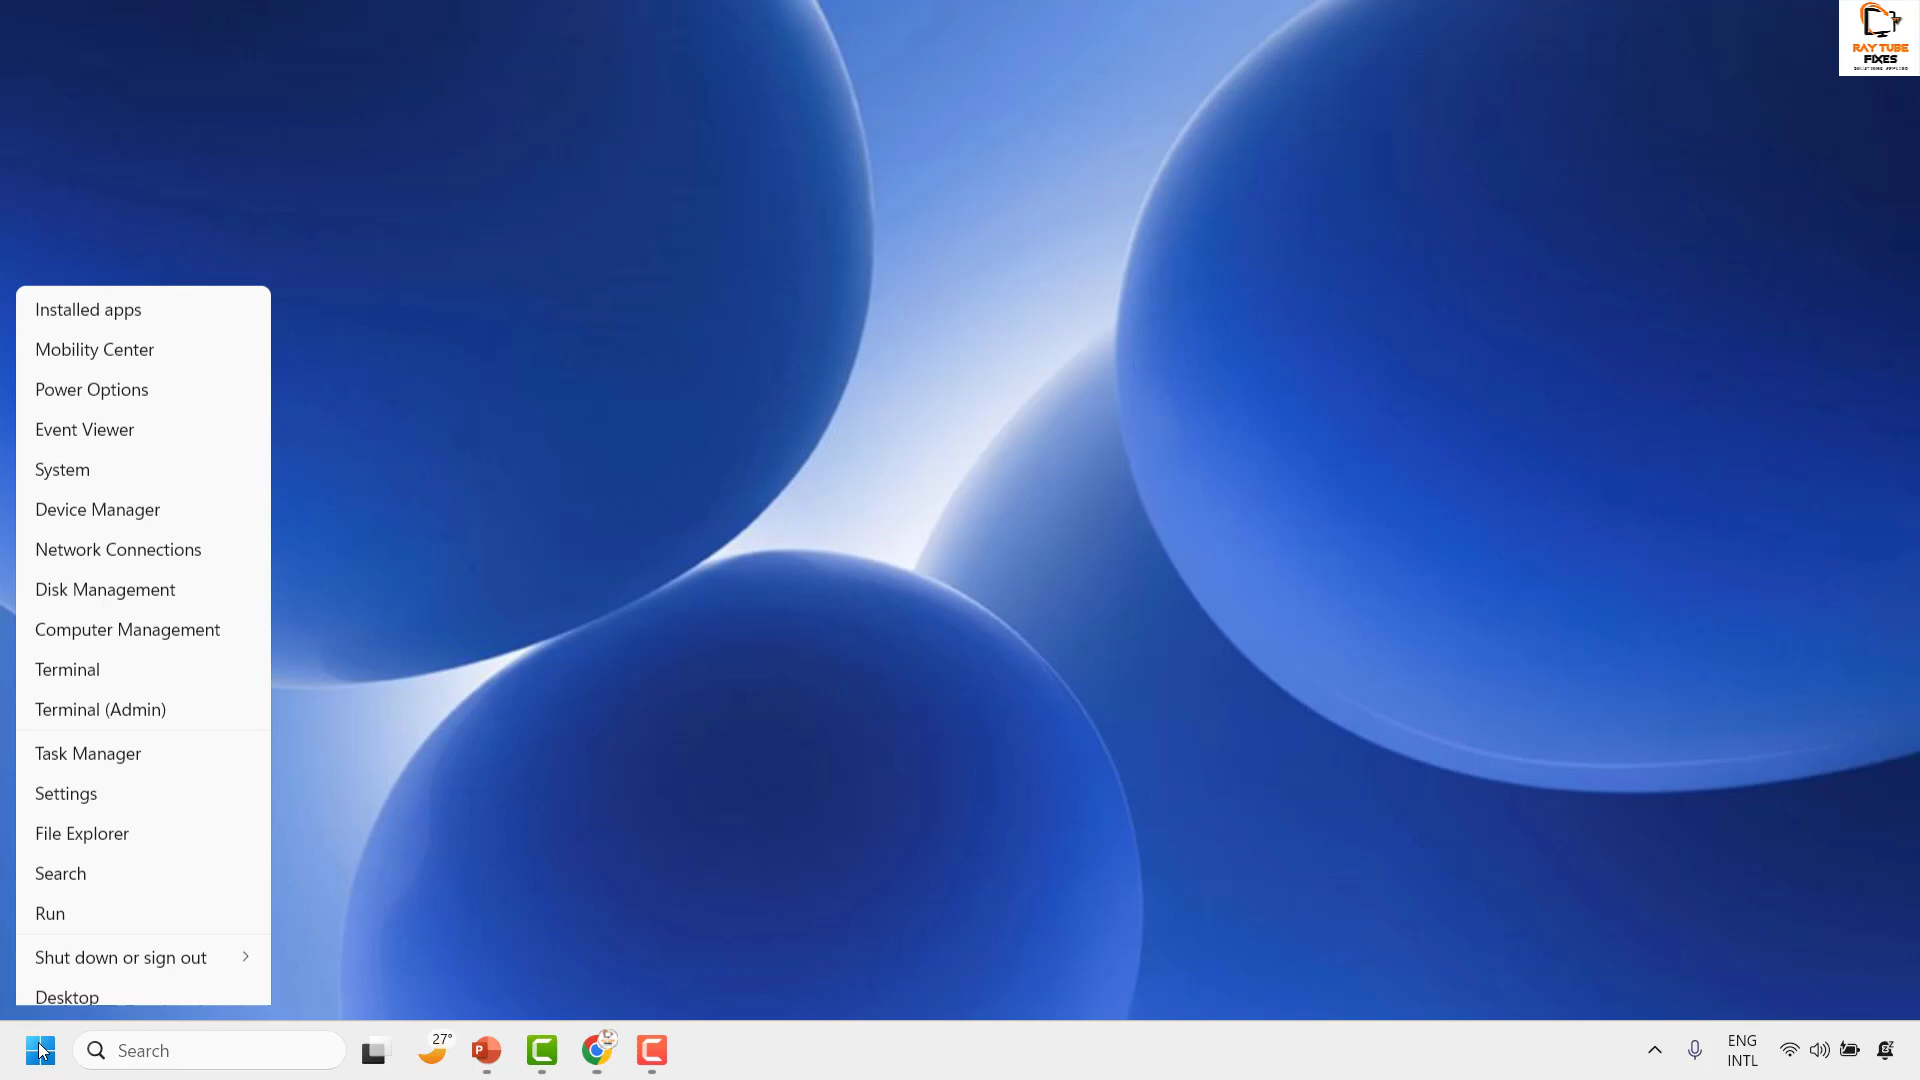 RAY TUBE
FIXES
Installed apps
Mobility Center
Power Options
Event Viewer
System
Device Manager
Network Connections
Disk Management
Computer Management
Terminal
Terminal (Admin)
Task Manager
Settings
File Explorer
Search
Run
Shut down or sign out
Desktop
Search
27°
ENG
INTL